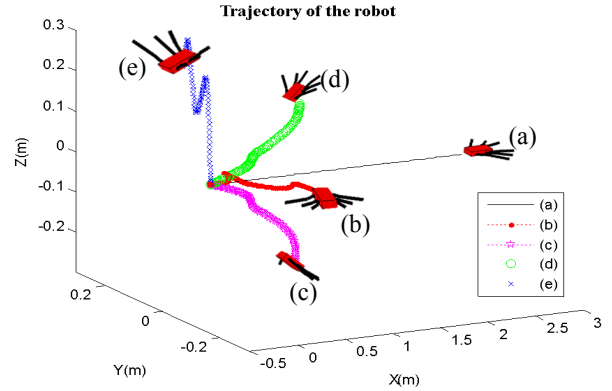 Trajectory of the robot
0.3
0.2
0.1
0
-0.1
-0.2
Z(m)
(e)
(d)
(a)
(b)
(c)
(a)
(b)
(c)
(d)
(e)
0.2
0
-0.2
Y(m)
-0.5
0
0.5
1
1.5
2
2.5
3
X(m)